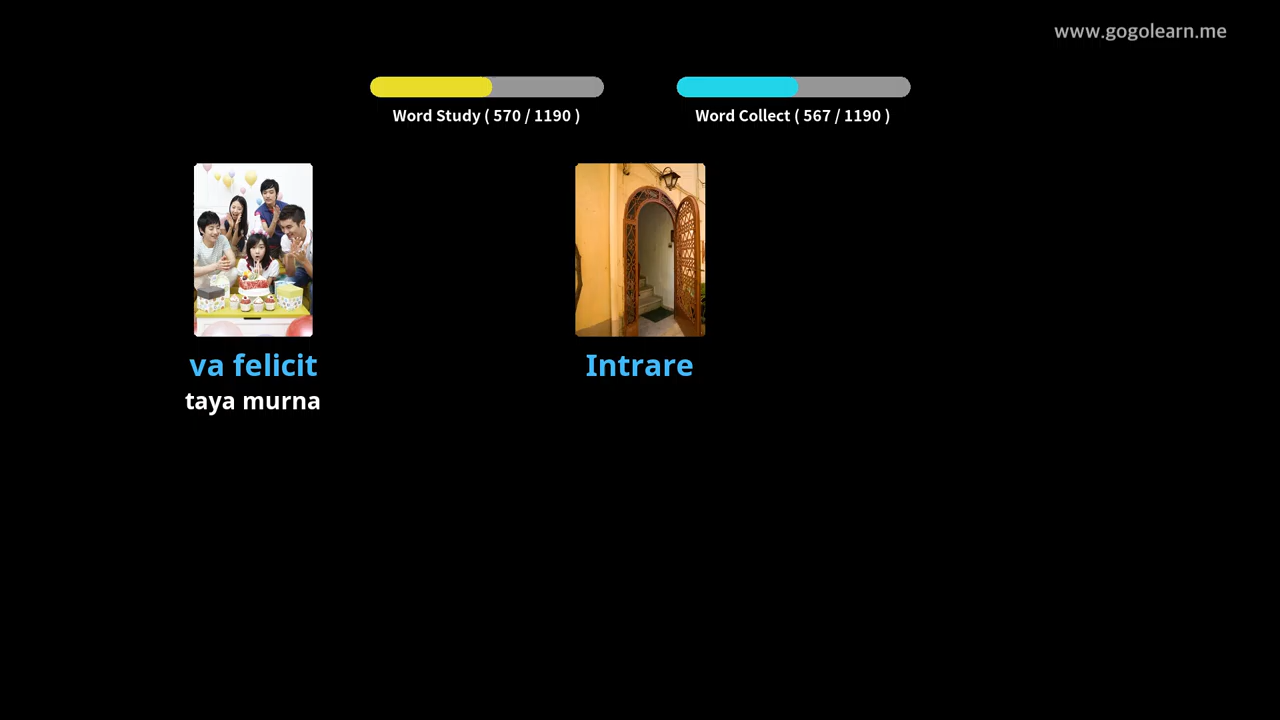 www.gogolearn.me
Word Study ( 570 / 1190 )
Word Collect ( 567 / 1190 )
va felicit
taya murna
Intrare